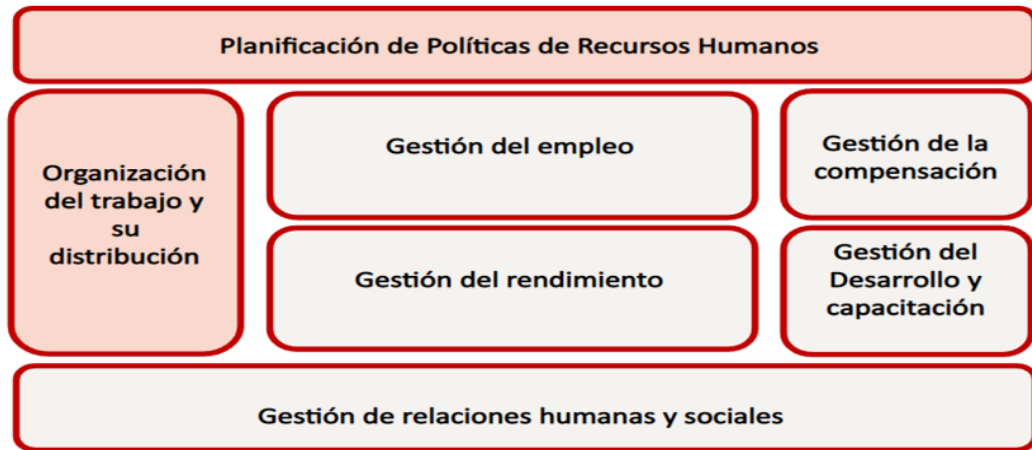 Planificación de Políticas de Recursos Humanos
Organización
del trabajo y
su
distribución
Gestión del empleo
Gestión de la
compensación
Gestión del rendimiento
Gestión del
Desarrollo y
capacitación
Gestión de relaciones humanas y sociales